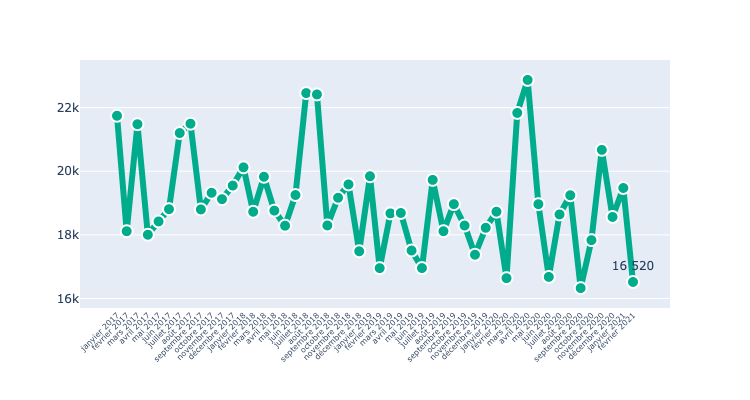 22k
20k
18k
16k
16 520
janvier 2017
février 2017
mars 2017
avril 2017
mai 2017
juin 2017
juillet 2017
août 2017
septembre 2017
octobre 2017
novembre 2017
décembre 2017
janvier 2018
février 2018
mars 2018
avril 2018
mai 2018
juin 2018
juillet 2018
août 2018
septembre 2018
octobre 2018
novembre 2018
décembre 2018
janvier 2019
février 2019
mars 2019
avril 2019
mai 2019
juin 2019
juillet 2019
août 2019
septembre 2019
octobre 2019
novembre 2019
décembre 2019
janvier 2020
février 2020
mars 2020
avril 2020
mai 2020
juin 2020
juillet 2020
août 2020
septembre 2020
octobre 2020
novembre 2020
décembre 2020
janvier 2021
février 2021